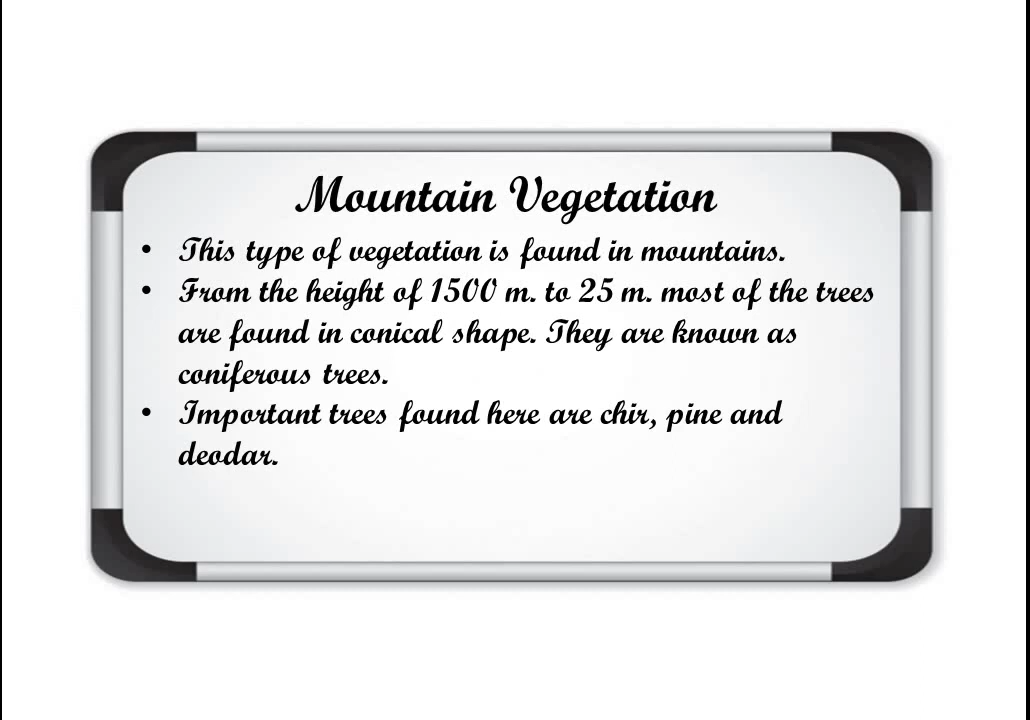 Mountain Vegetation
• This type of vegetation is found in mountains.
• From the height of 1500 m. to 25 m. most of the trees
are found in conical shape. They are known as
coniferous trees.
• Important trees found here are chir, pine and
deodar.